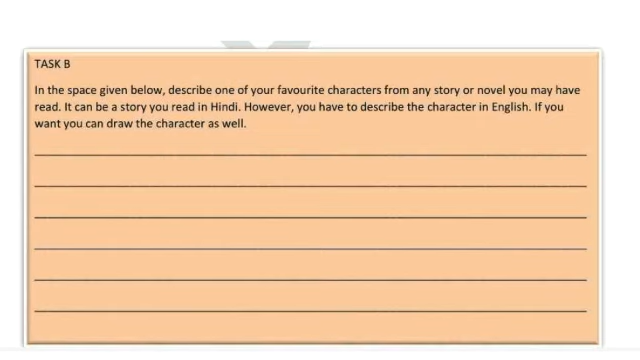 TASK B
In the space given below, describe one of your favourite characters from any story or novel you may have
read. It can be a story you read in Hindi. However, you have to describe the character in English. If you
want you can draw the character as well.